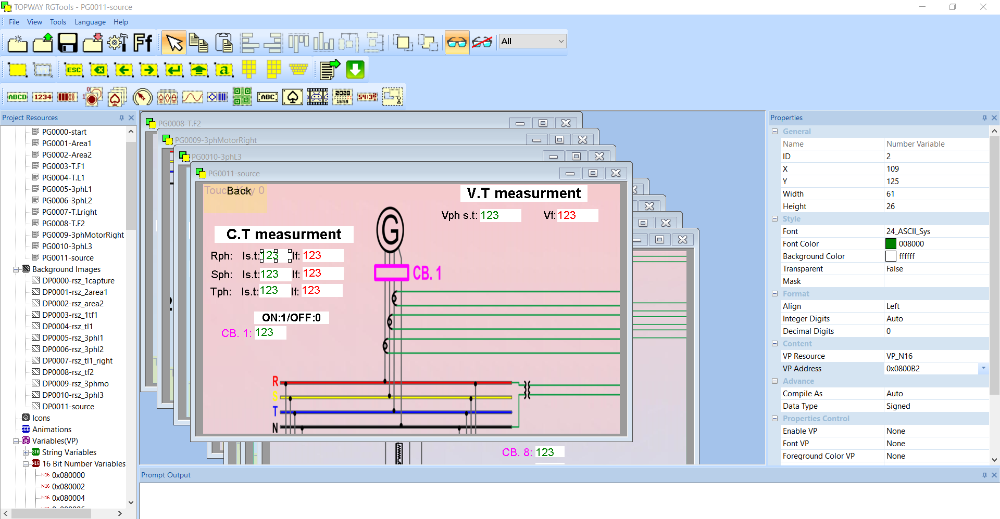 TOPWAY RGTools - PG0011-source
File View Tools Language Help
Ff All
ESC a
ABCD 1234 ABC 2028 16:59
Project Resources
PG0000-start
PG0001-Area1
PG0002-Area2
PG0003-T.F1
PG0004-T.L1
PG0005-3phL1
PG0006-3phL2
PG0007-T.Lright
PG0008-T.F2
PG0009-3phMotorRight
PG0010-3phL3
PG0011-source
Background Images
DP0000-rsz_1capture
DP0001-rsz_2area1
DP0002-rsz_area2
DP0003-rsz_1tf1
DP0004-rsz_tl1
DP0005-rsz_3phl1
DP0006-rsz_3phl2
DP0007-rsz_tl1_right
DP0008-rsz_tf2
DP0009-rsz_3phmo
DP0010-rsz_3phl3
DP0011-source
Icons
Animations
Variables(VP)
STR String Variables
N16 16 Bit Number Variables
N16 0x080000
N16 0x080002
N16 0x080004
PG0008-T.F2
PG0009-3phMotorRight
PG0010-3phL3
PG0011-source
Back
V.T measurment
Vph s.t: 123 Vf: 123
G
C.T measurment
Rph: Is.t: 123 If: 123
Sph: Is.t: 123 If: 123
Tph: Is.t: 123 If: 123
CB. 1
ON:1/OFF:0
CB. 1: 123
R
S
T
N
CB. 8: 123
Prompt Output
Properties
General
Name Number Variable
ID 2
X 109
Y 125
Width 61
Height 26
Style
Font 24_ASCII_Sys
Font Color 008000
Background Color ffffff
Transparent False
Mask
Format
Align Left
Integer Digits Auto
Decimal Digits 0
Content
VP Resource VP_N16
VP Address 0x0800B2
Advance
Compile As Auto
Data Type Signed
Properties Control
Enable VP None
Font VP None
Foreground Color VP None